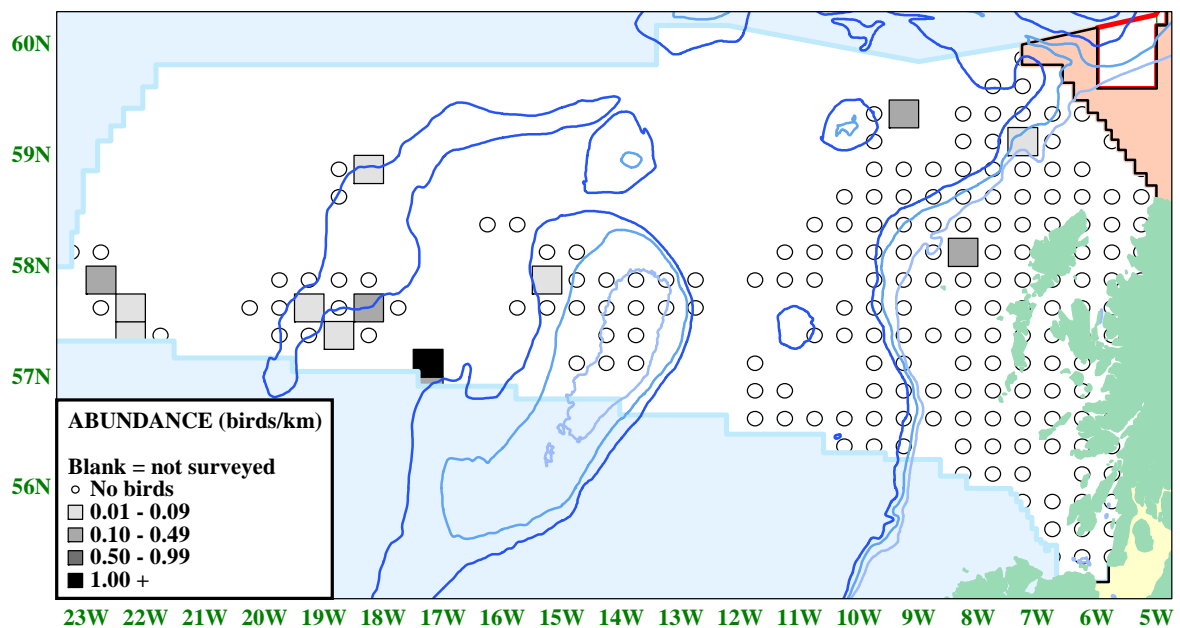 60N
59N
58N
57N
56N
ABUNDANCE (birds/km)
Blank = not surveyed
No birds
0.01 - 0.09
0.10 - 0.49
0.50 - 0.99
1.00 +
23W 22W 21W 20W 19W 18W 17W 16W 15W 14W 13W 12W 11W 10W 9W 8W 7W 6W 5W